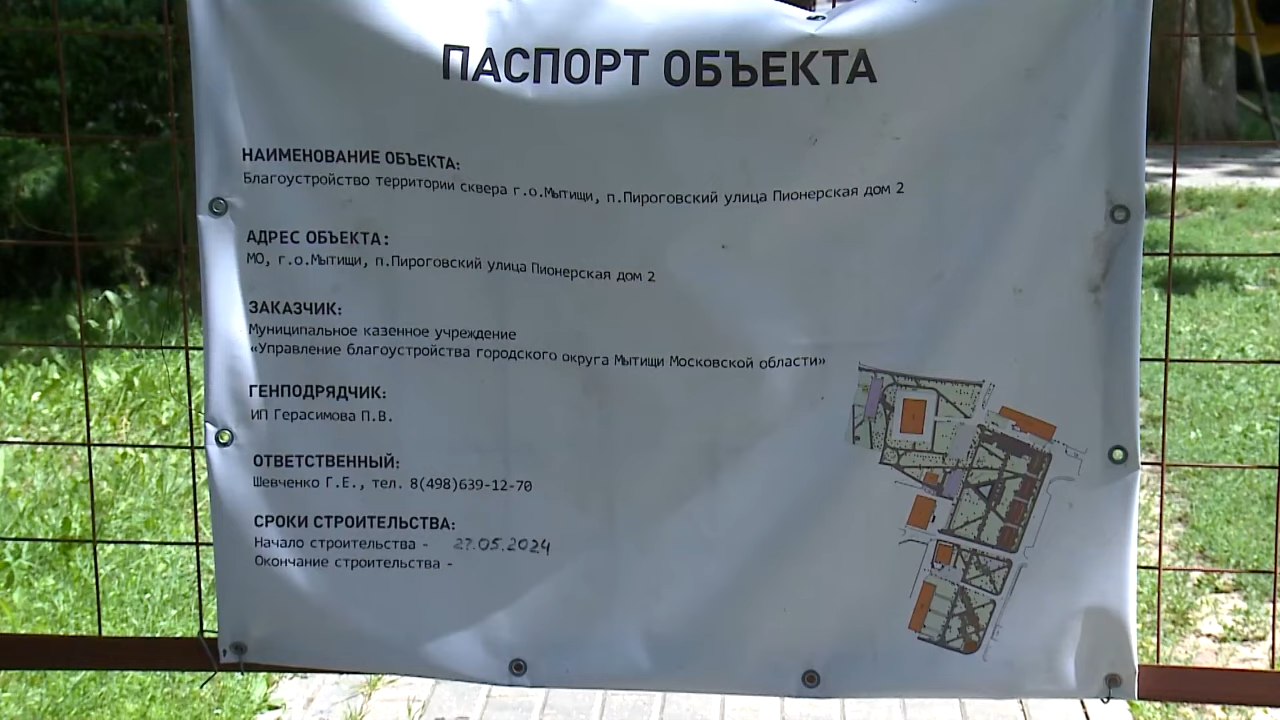 ПАСПОРТ ОБЪЕКТА
НАИМЕНОВАНИЕ ОБЪЕКТА:
Благоустройство территории сквера г.о.Мытищи, п.Пироговский улица Пионерская дом 2
АДРЕС ОБЪЕКТА:
МО, г.о.Мытищи, п.Пироговский улица Пионерская дом 2
ЗАКАЗЧИК:
Муниципальное казенное учреждение
«Управление благоустройства городского округа Мытищи Московской области»
ГЕНПОДРЯДЧИК:
ИП Герасимова П.В.
ОТВЕТСТВЕННЫЙ:
Шевченко Г.Е., тел. 8(498)639-12-70
СРОКИ СТРОИТЕЛЬСТВА:
Начало строительства - 27.05.2024
Окончание строительства -